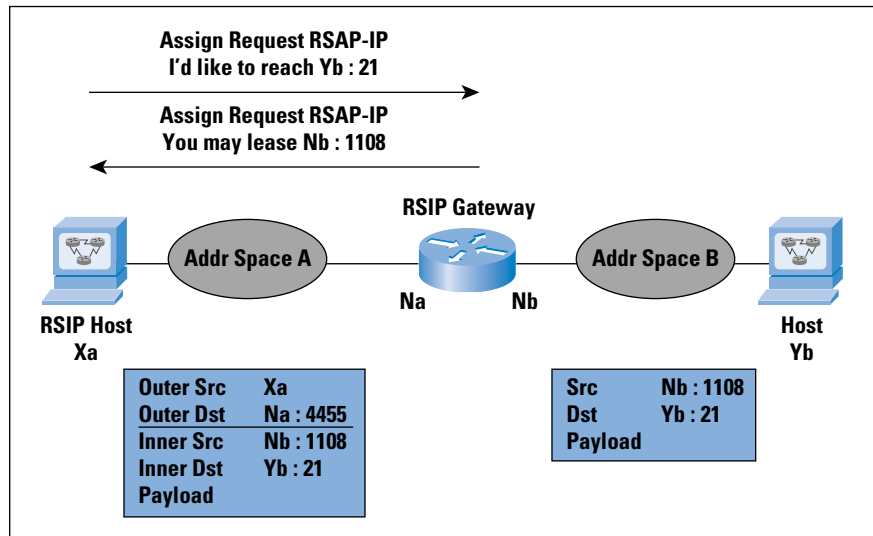 Assign Request RSAP-IP
I'd like to reach Yb : 21
Assign Request RSAP-IP
You may lease Nb : 1108
RSIP Gateway
Addr Space A
Addr Space B
Na
Nb
RSIP Host
Xa
Host
Yb
Outer Src Xa
Outer Dst Na : 4455
Inner Src Nb : 1108
Inner Dst Yb : 21
Payload
Src Nb : 1108
Dst Yb : 21
Payload